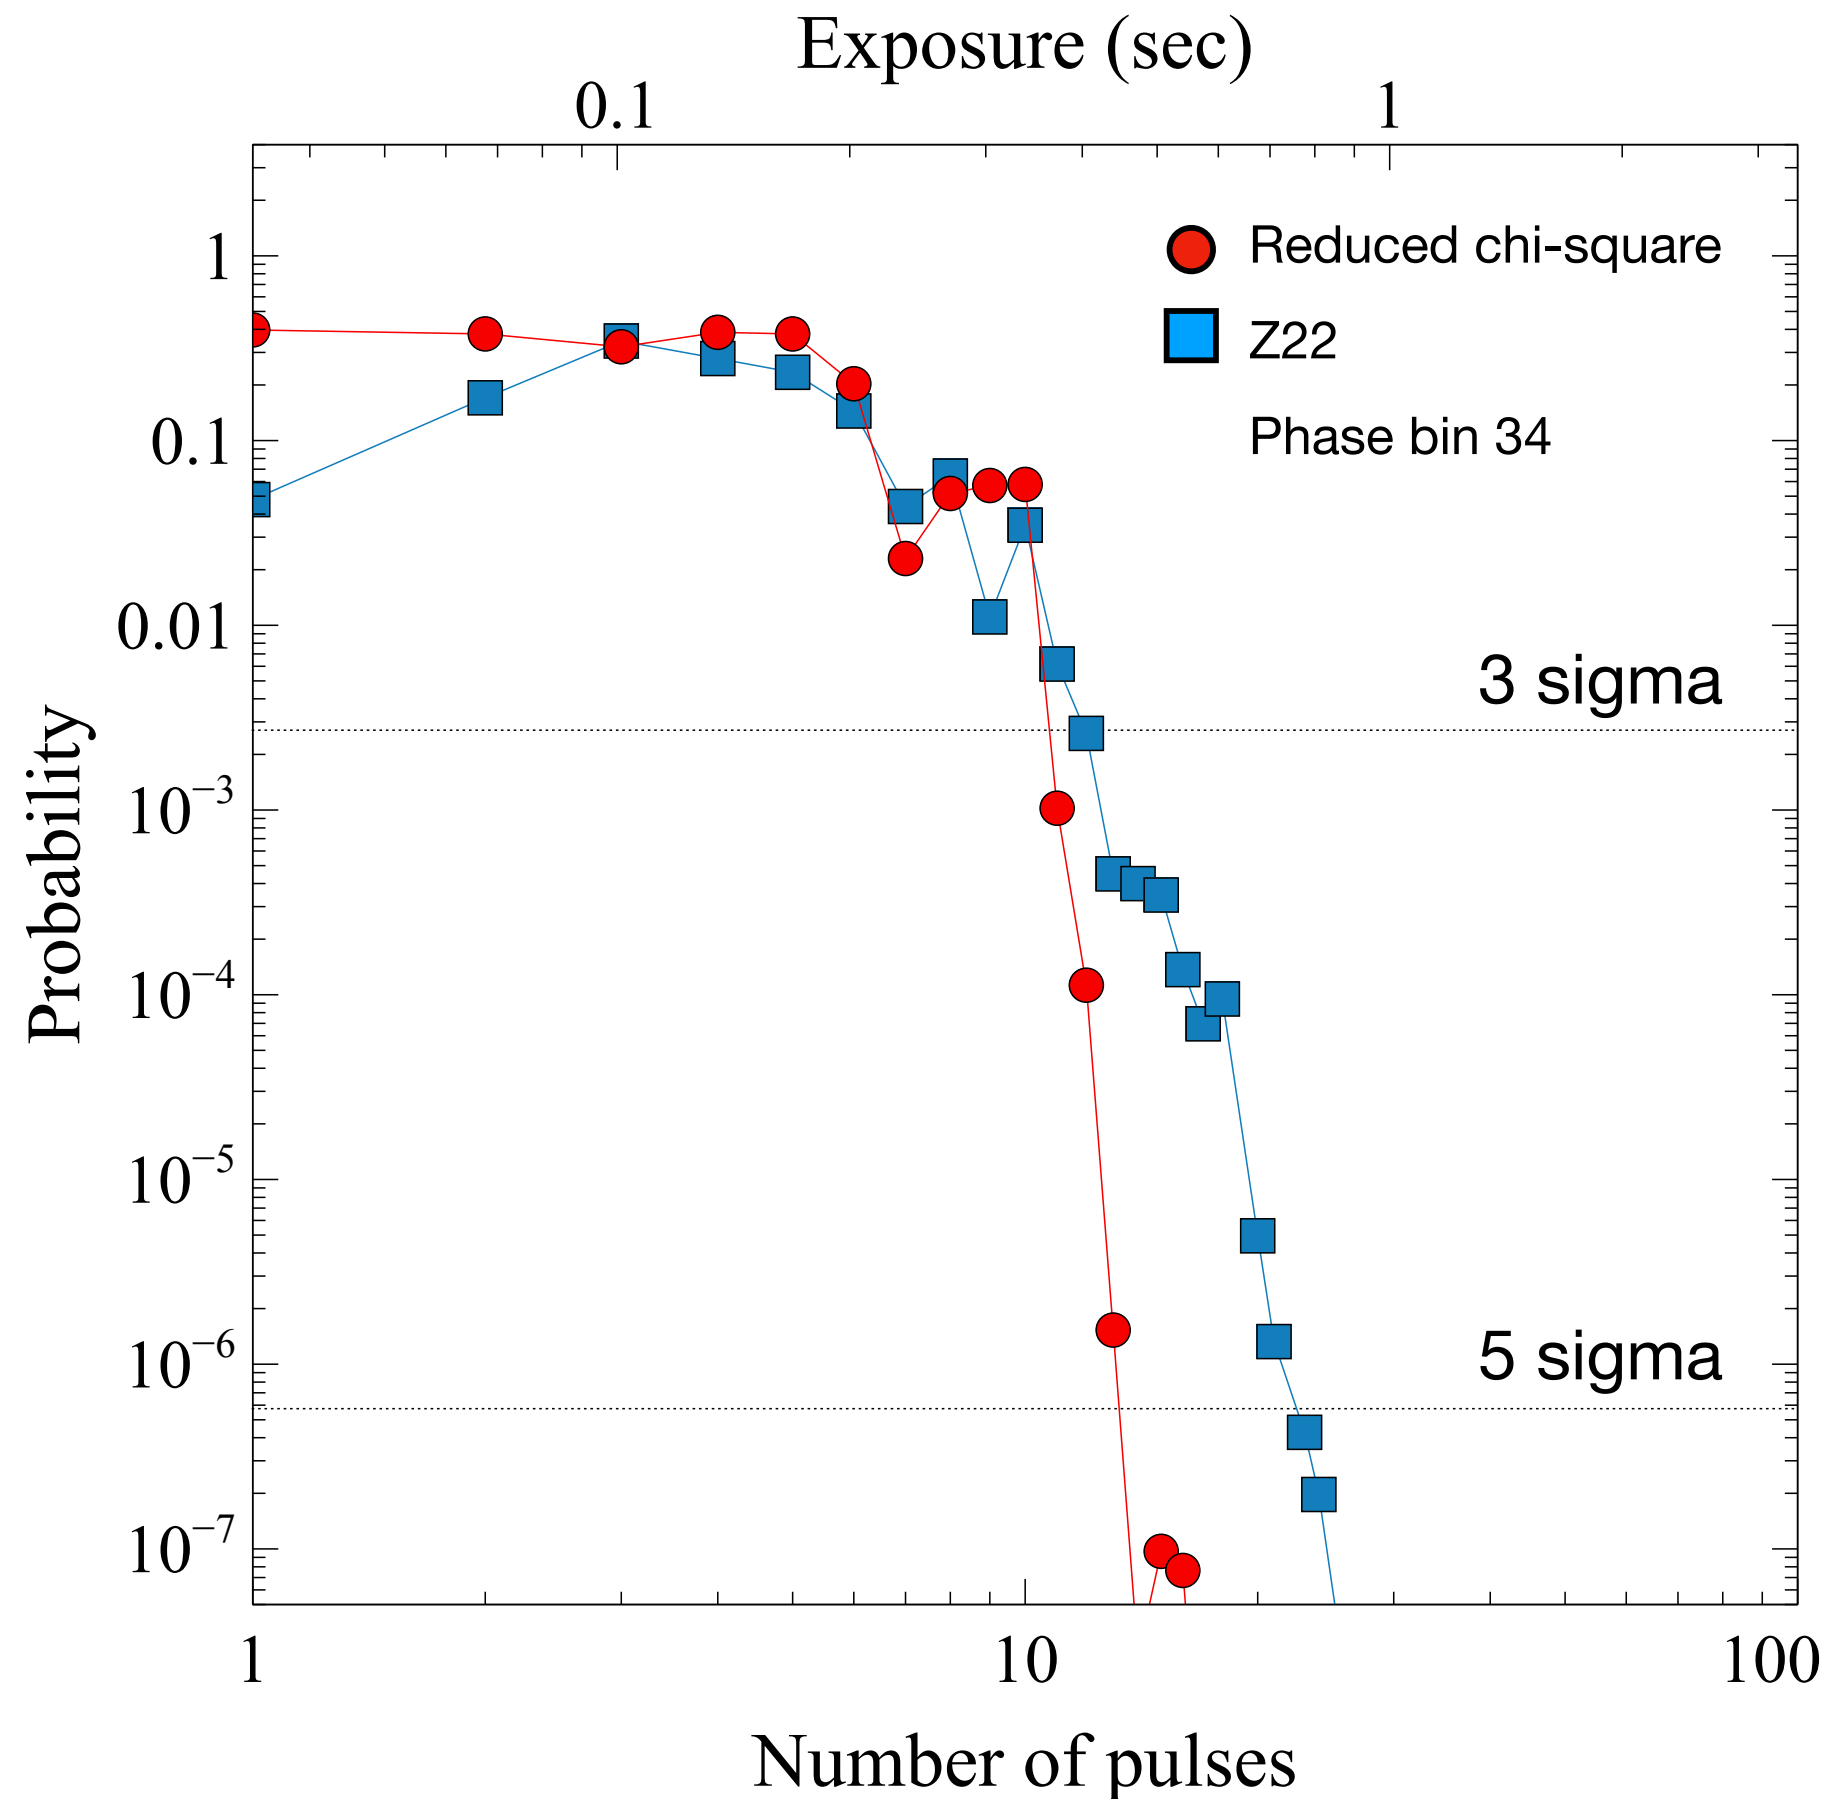 Exposure (sec)
0.1 1
Reduced chi-square
Z22
Phase bin 34
1
0.1
0.01
3 sigma
10⁻³
10⁻⁴
10⁻⁵
10⁻⁶
5 sigma
10⁻⁷
Probability
1 10 100
Number of pulses